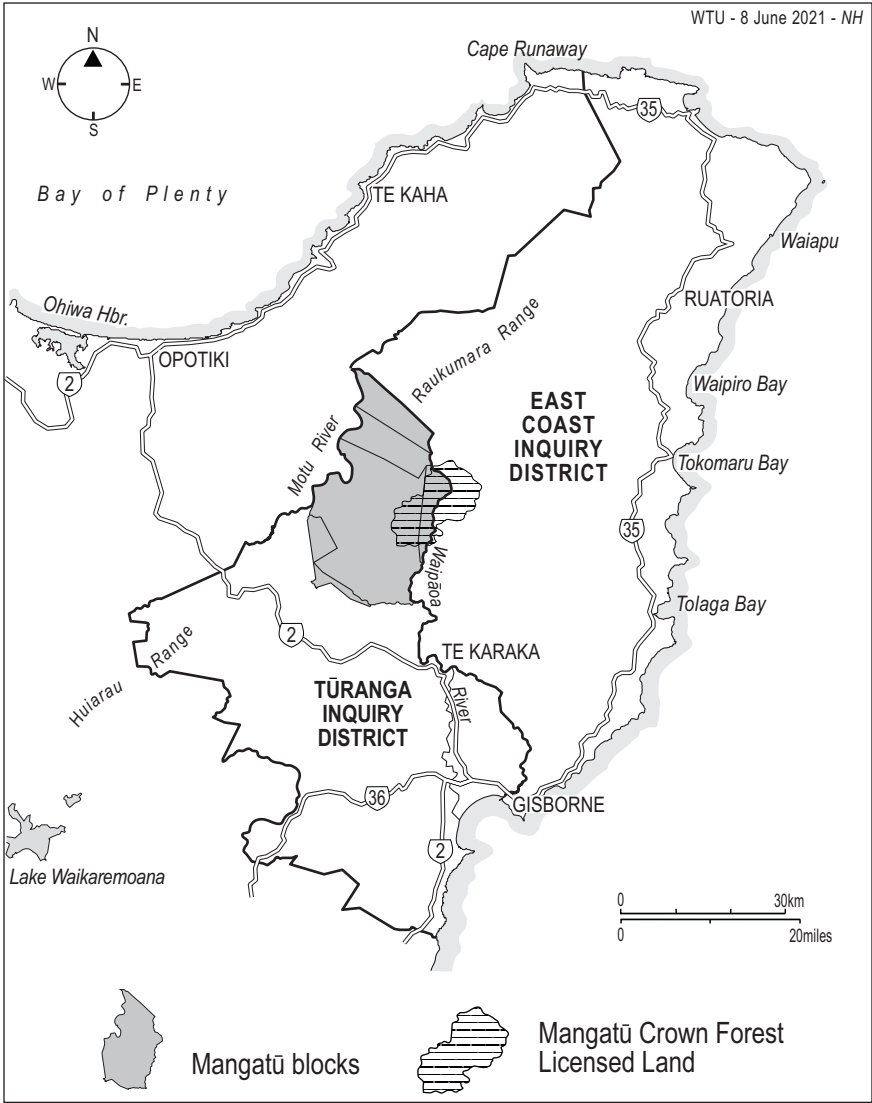 WTU - 8 June 2021 - NH
Cape Runaway
N
W
E
S
35
Bay of Plenty
TE KAHA
Waiapu
Ohiwa Hbr.
RUATORIA
OPOTIKI
2
Raukumara Range
Waipiro Bay
EAST
COAST
INQUIRY
DISTRICT
Motu River
Tokomaru Bay
35
Waipāoa
Tolaga Bay
2
Huiarau Range
TE KARAKA
TŪRANGA
INQUIRY
DISTRICT
River
36
GISBORNE
2
Lake Waikaremoana
0
30km
0
20miles
Mangatū blocks
Mangatū Crown Forest
Licensed Land